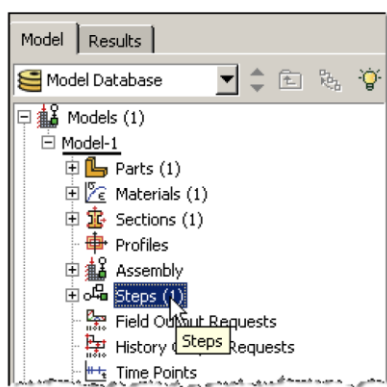 Model Results
Model Database
Models (1)
Model-1
Parts (1)
Materials (1)
Sections (1)
Profiles
Assembly
Steps (1)
Field Output Requests
Steps
History Requests
Time Points